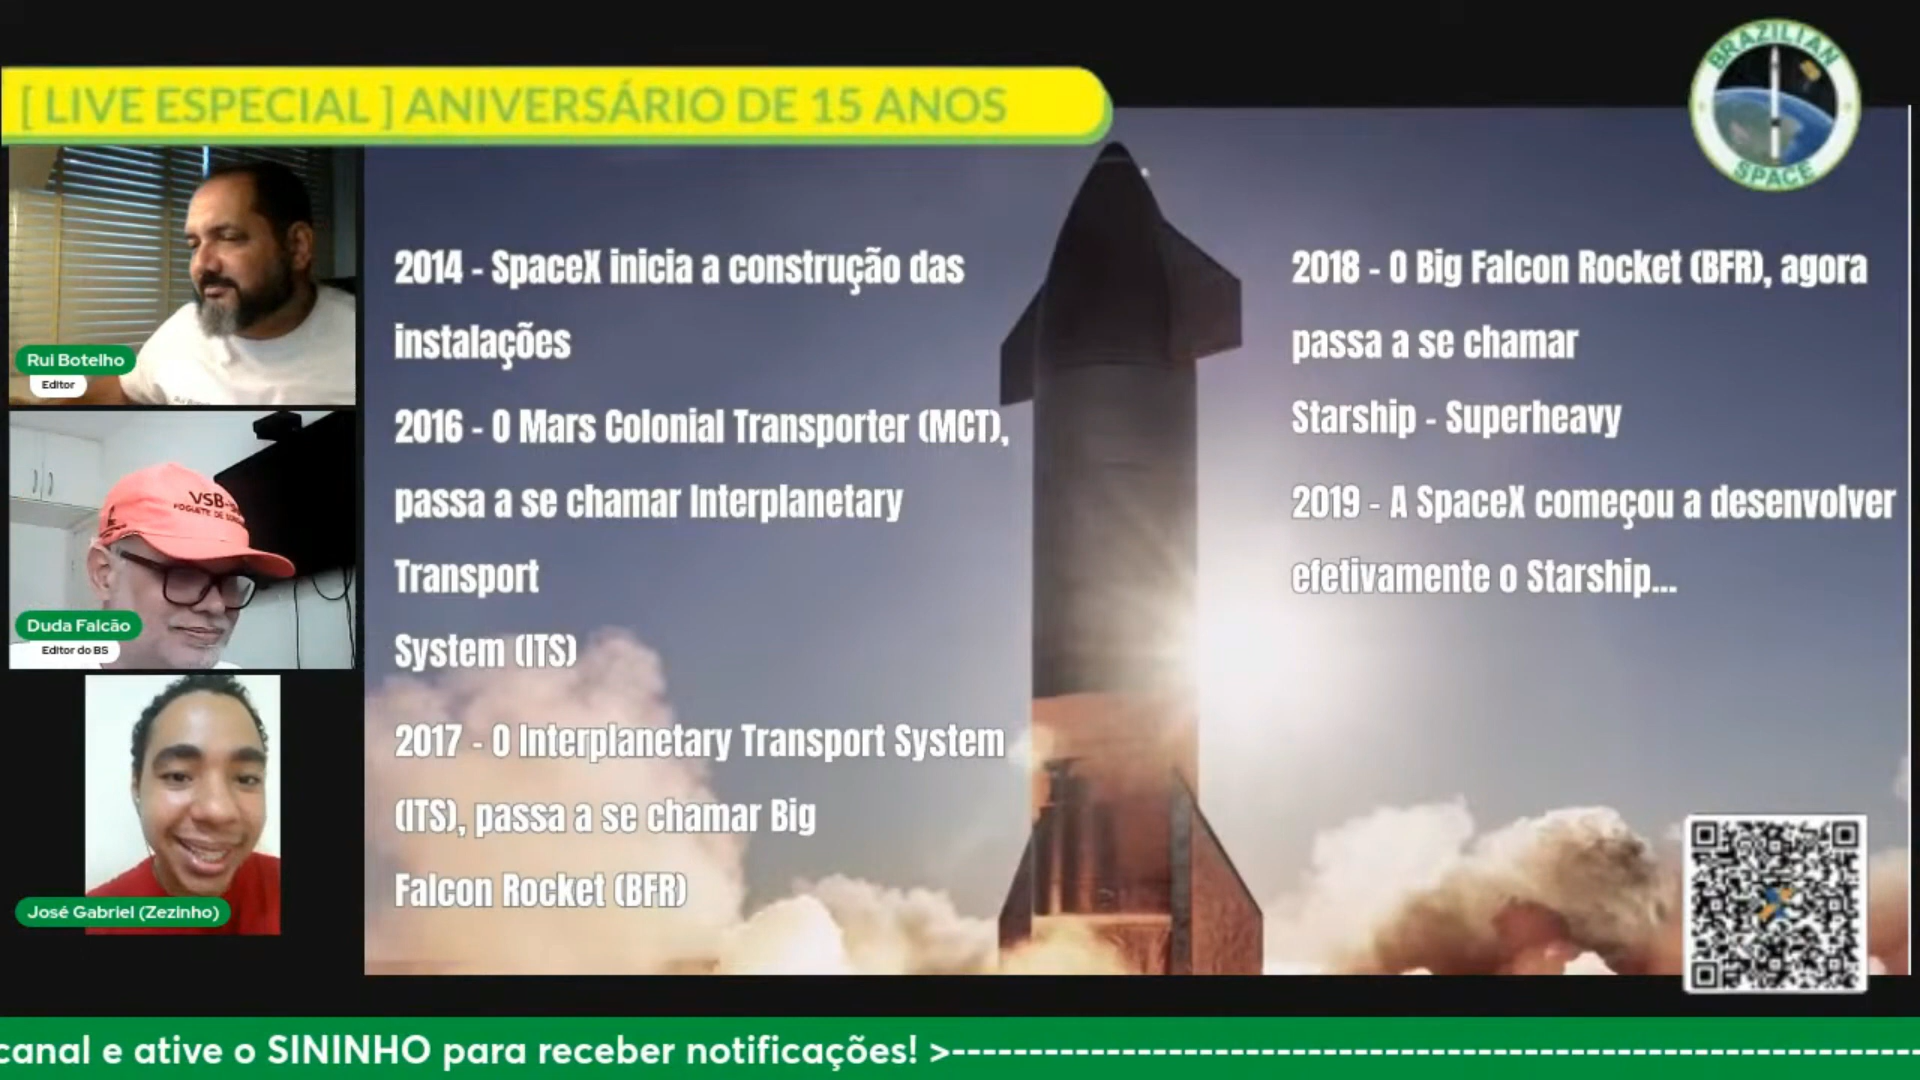 [ LIVE ESPECIAL ] ANIVERSÁRIO DE 15 ANOS
BRAZILIAN
SPACE
Rui Botelho
Editor
VSB-
FOGUETE DE
Duda Falcão
Editor do BS
José Gabriel (Zezinho)
2014 - SpaceX inicia a construção das
instalações
2016 - O Mars Colonial Transporter (MCT),
passa a se chamar Interplanetary
Transport
System (ITS)
2017 - O Interplanetary Transport System
(ITS), passa a se chamar Big
Falcon Rocket (BFR)
2018 - O Big Falcon Rocket (BFR), agora
passa a se chamar
Starship - Superheavy
2019 - A SpaceX começou a desenvolver
efetivamente o Starship...
canal e ative o SININHO para receber notificações! >--------------------------------------------------------------